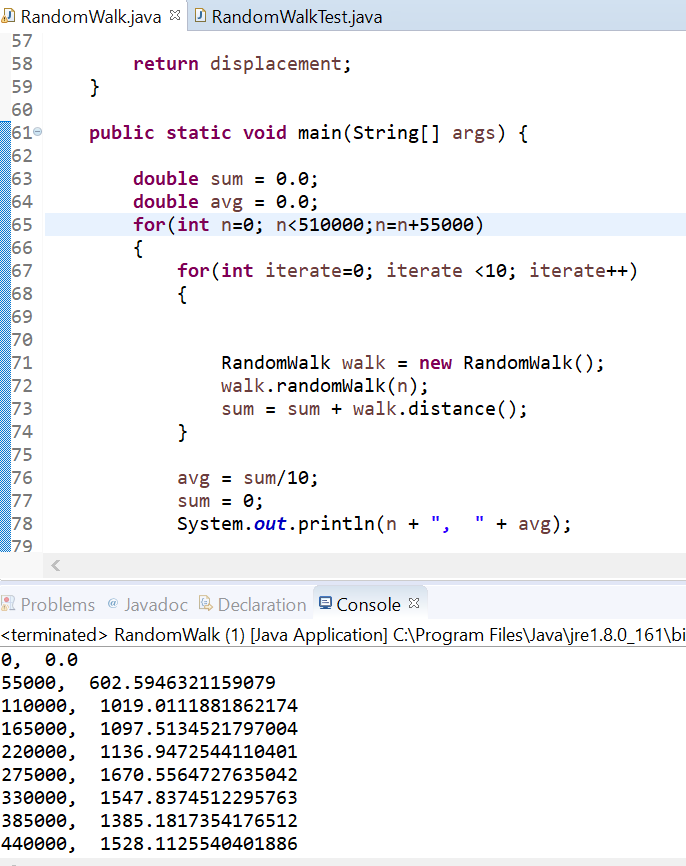 RandomWalk.java RandomWalkTest.java
57
58 return displacement;
59 }
60
61 public static void main(String[] args) {
62
63 double sum = 0.0;
64 double avg = 0.0;
65 for(int n=0; n<510000;n=n+55000)
66 {
67 for(int iterate=0; iterate <10; iterate++)
68 {
69
70
71 RandomWalk walk = new RandomWalk();
72 walk.randomWalk(n);
73 sum = sum + walk.distance();
74 }
75
76 avg = sum/10;
77 sum = 0;
78 System.out.println(n + ",  " + avg);
79
Problems @ Javadoc Declaration Console
<terminated> RandomWalk (1) [Java Application] C:\Program Files\Java\jre1.8.0_161\bi
0,  0.0
55000,  602.5946321159079
110000,  1019.0111881862174
165000,  1097.5134521797004
220000,  1136.9472544110401
275000,  1670.5564727635042
330000,  1547.8374512295763
385000,  1385.1817354176512
440000,  1528.1125540401886